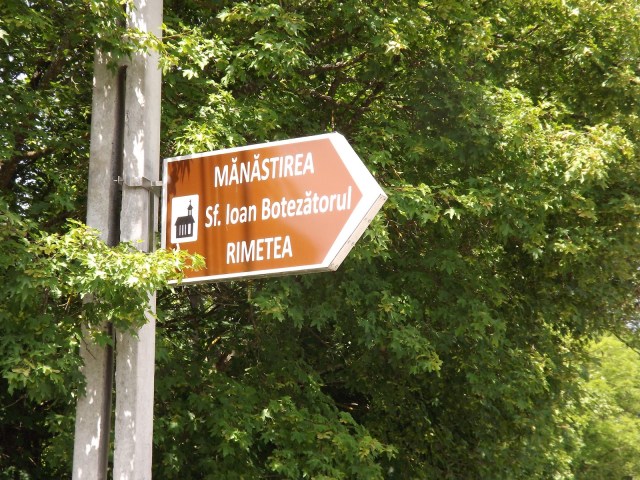 MĂNĂSTIREA
Sf. Ioan Botezătorul
RIMETEA